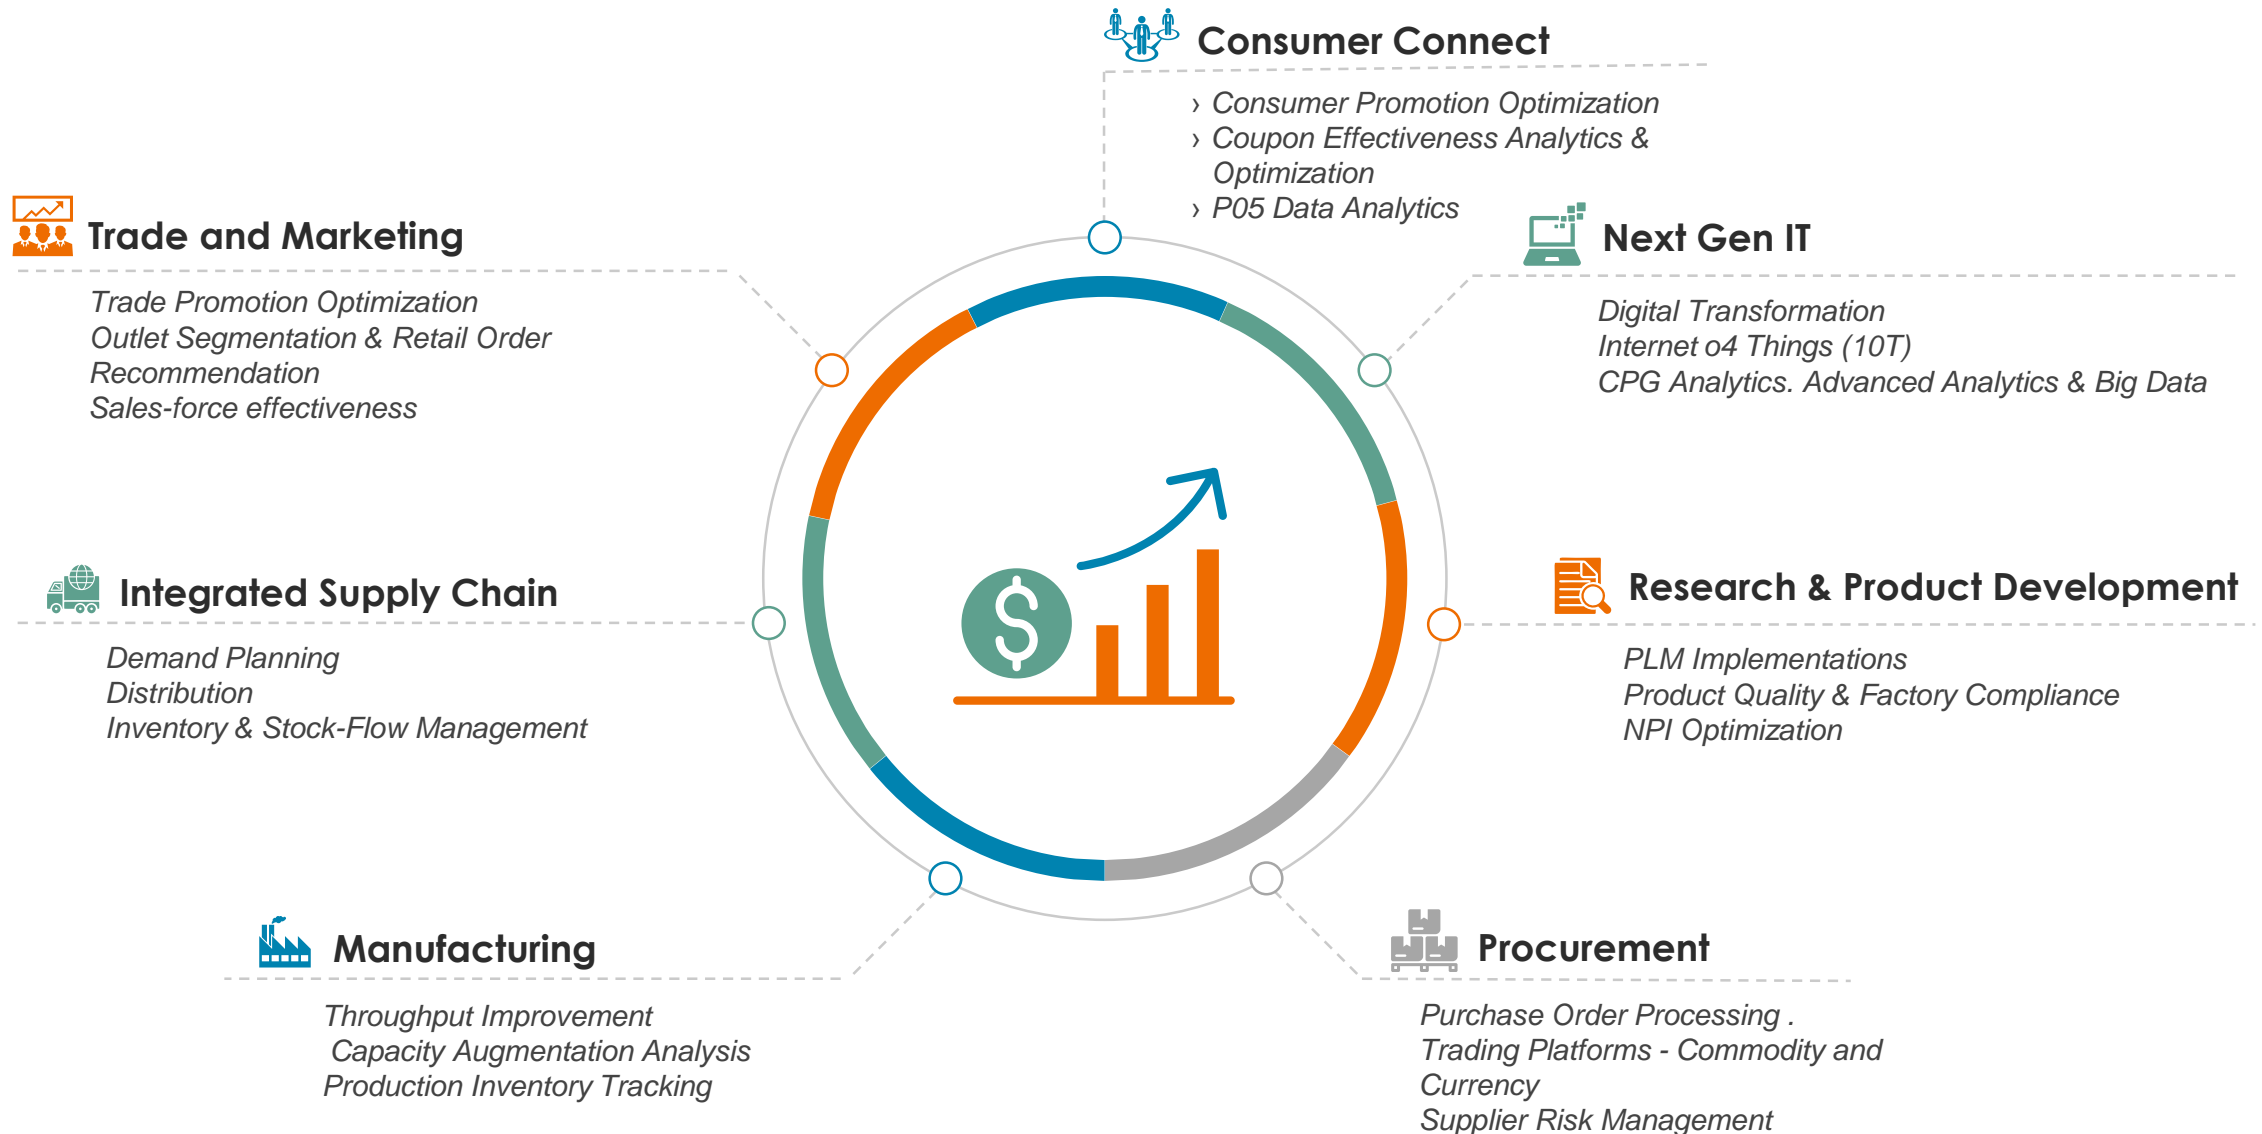 Consumer Connect
› Consumer Promotion Optimization
› Coupon Effectiveness Analytics &
Optimization
› P05 Data Analytics
Trade and Marketing
Trade Promotion Optimization
Outlet Segmentation & Retail Order
Recommendation
Sales-force effectiveness
Next Gen IT
Digital Transformation
Internet o4 Things (10T)
CPG Analytics. Advanced Analytics & Big Data
Integrated Supply Chain
Demand Planning
Distribution
Inventory & Stock-Flow Management
Research & Product Development
PLM Implementations
Product Quality & Factory Compliance
NPI Optimization
Manufacturing
Throughput Improvement
Capacity Augmentation Analysis
Production Inventory Tracking
Procurement
Purchase Order Processing .
Trading Platforms - Commodity and
Currency
Supplier Risk Management
$